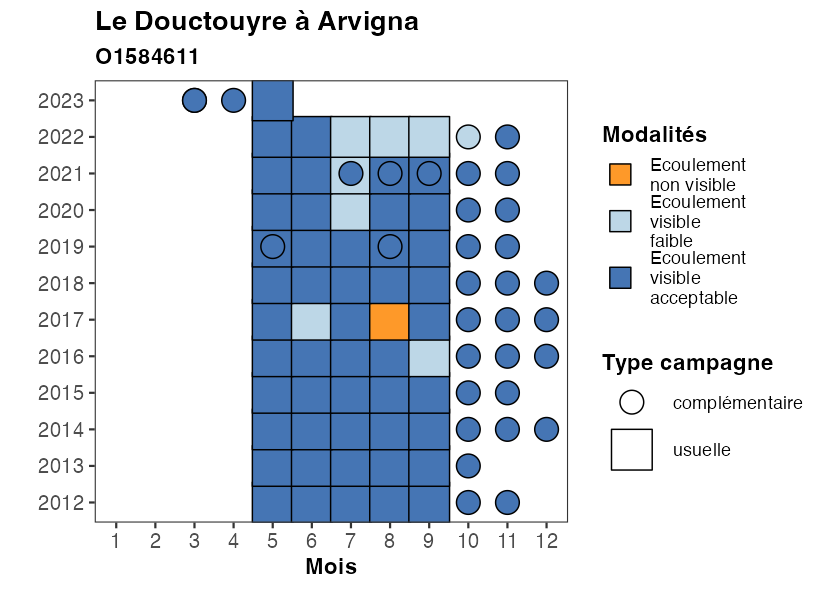 Le Douctouyre à Arvigna
O1584611
2023
2022
2021
2020
2019
2018
2017
2016
2015
2014
2013
2012
1 2 3 4 5 6 7 8 9 10 11 12
Mois
Modalités
Ecoulement
non visible
Ecoulement
visible
faible
Ecoulement
visible
acceptable
Type campagne
complémentaire
usuelle